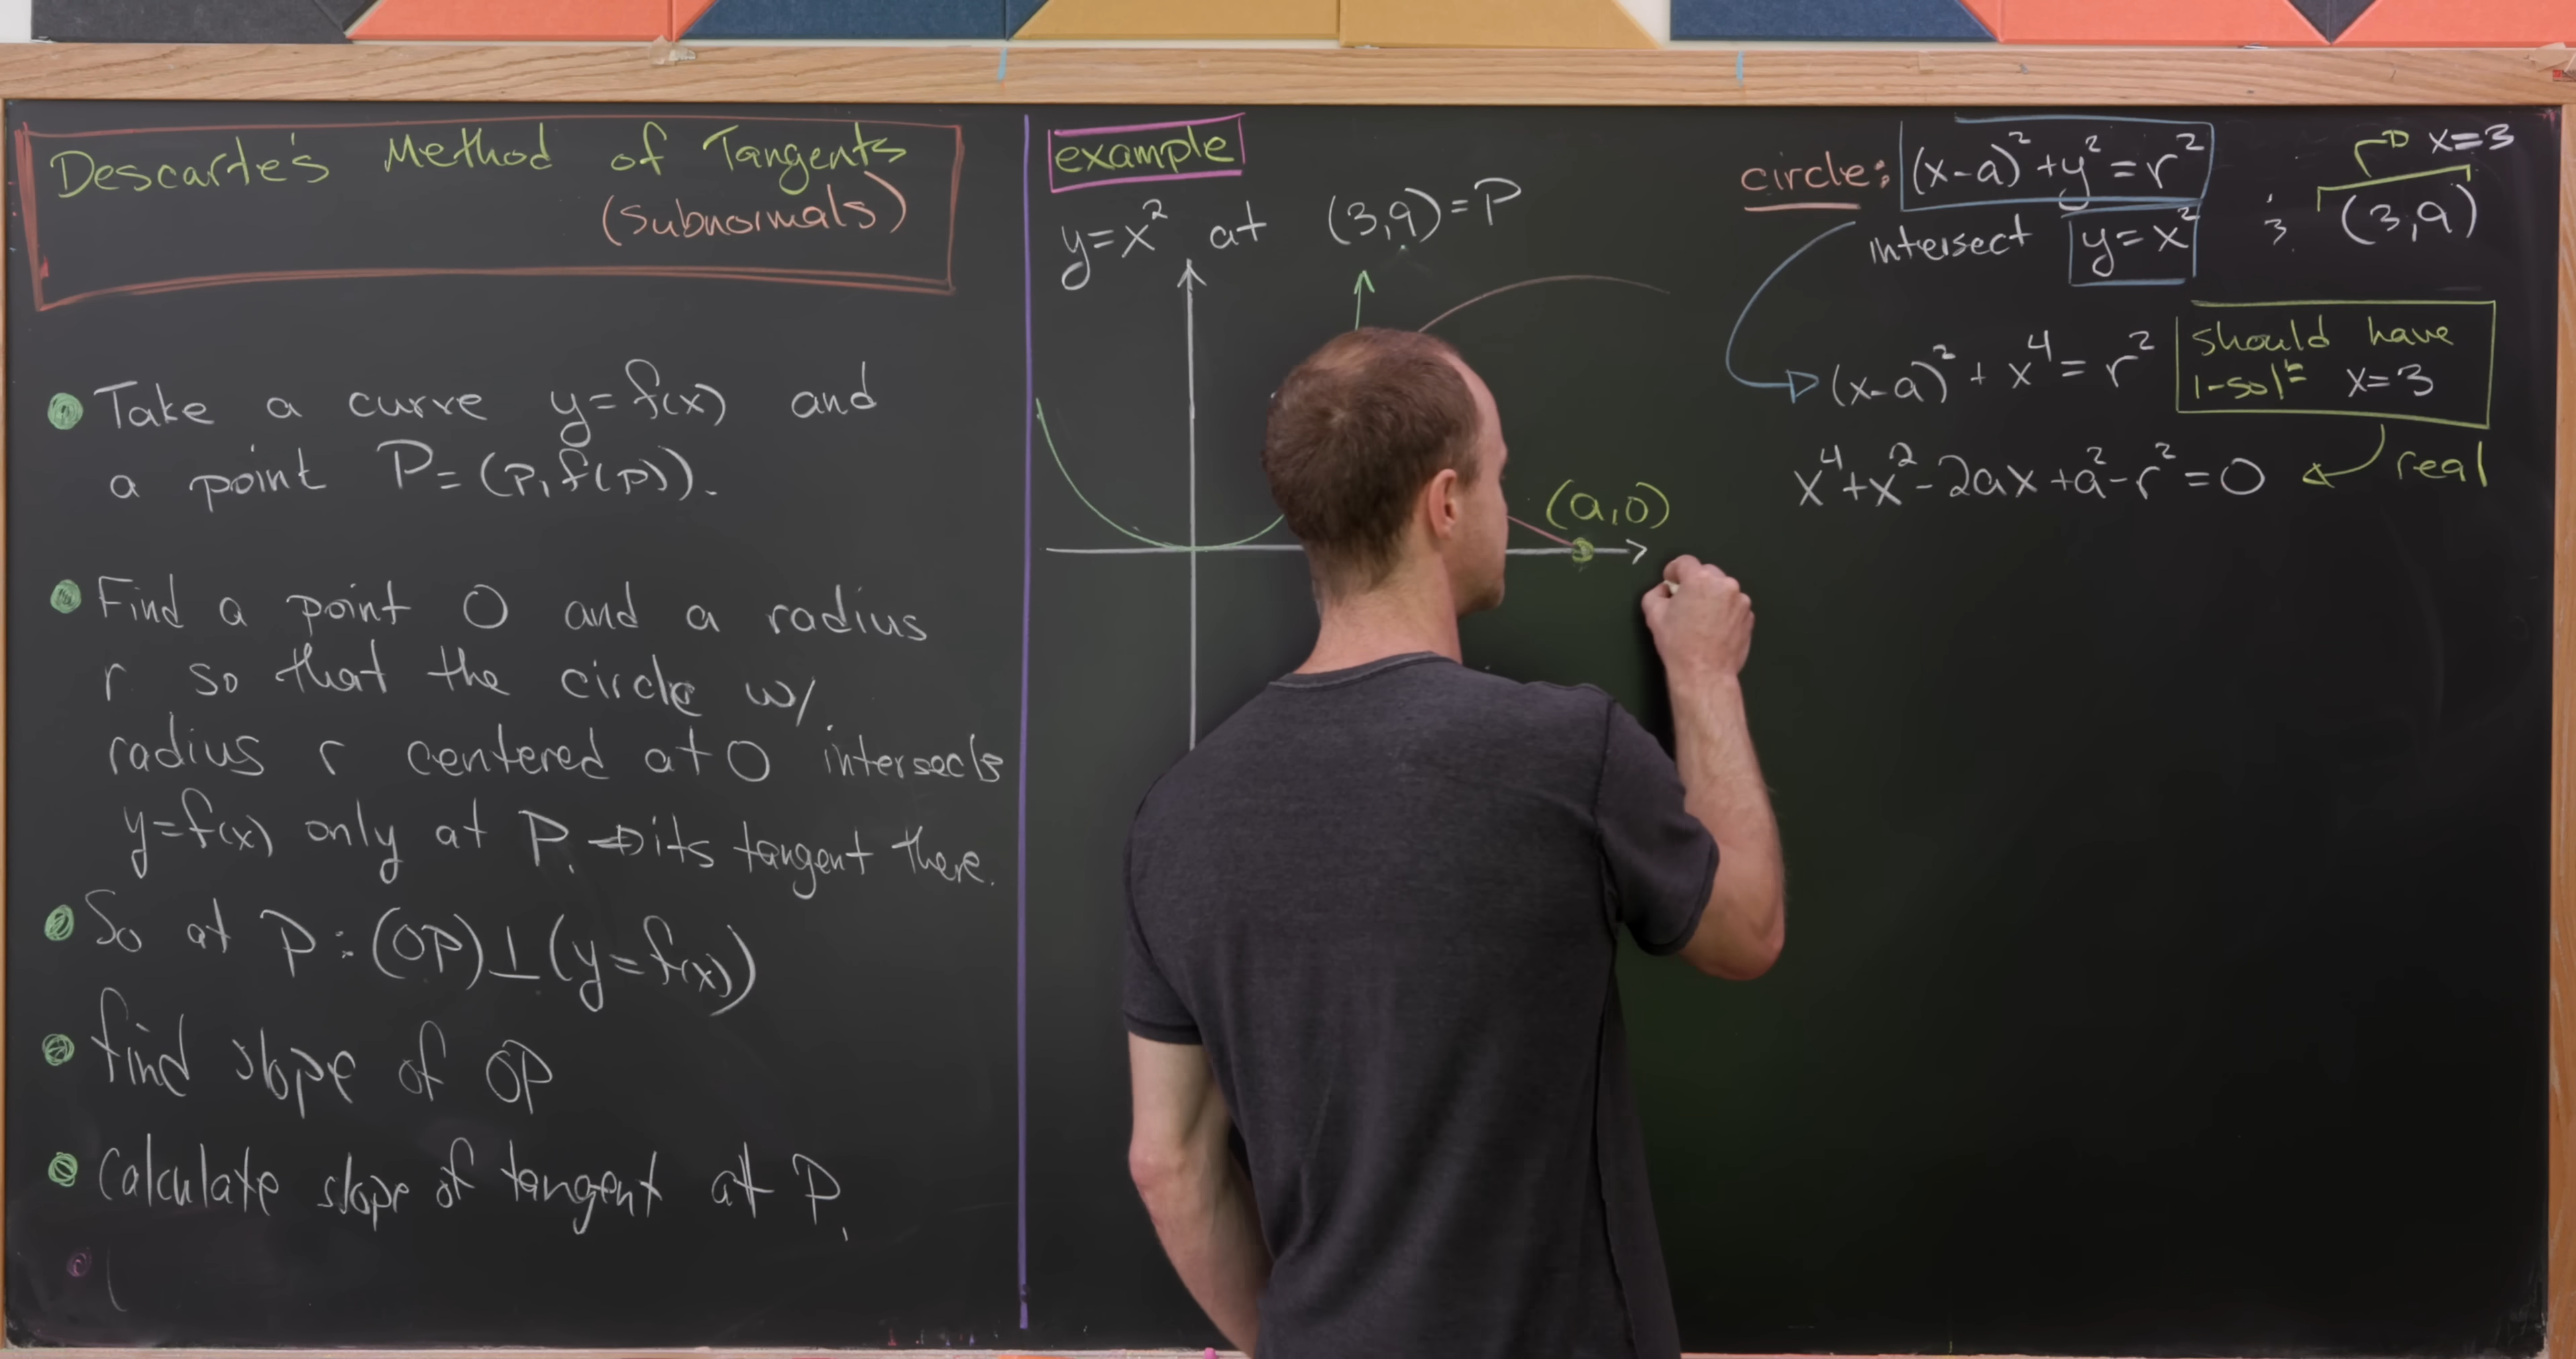 Descarte's Method of Tangents
(subnormals)
Take a curve y=f(x) and
a point P=(p,f(p)).
Find a point O and a radius
r so that the circle w/
radius r centered at O intersects
y=f(x) only at P. ⇒ its tangent there.
So at P: (OP)⊥(y=f(x))
find slope of OP
Calculate slope of tangent at P.
example
y=x² at (3,9)=P
(a,0)
circle: (x-a)²+y²=r²
intersect y=x²
x=3
(3,9)
(x-a)²+x⁴=r²
should have
1-sol= x=3
x⁴+x²-2ax+a²-r²=0
real